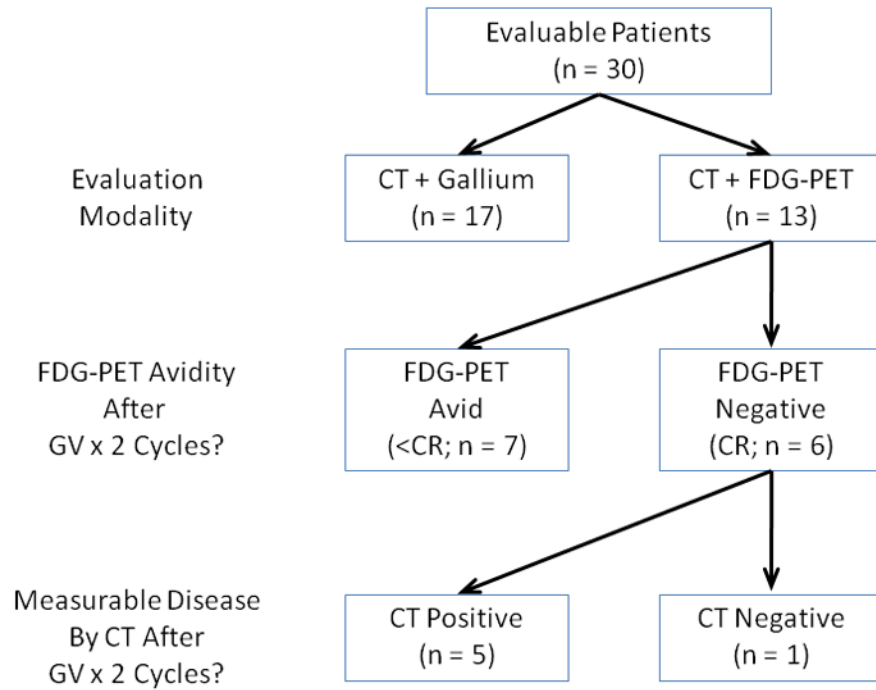 Evaluable Patients
(n = 30)
Evaluation
Modality
CT + Gallium
(n = 17)
CT + FDG-PET
(n = 13)
FDG-PET Avidity
After
GV x 2 Cycles?
FDG-PET
Avid
(<CR; n = 7)
FDG-PET
Negative
(CR; n = 6)
Measurable Disease
By CT After
GV x 2 Cycles?
CT Positive
(n = 5)
CT Negative
(n = 1)